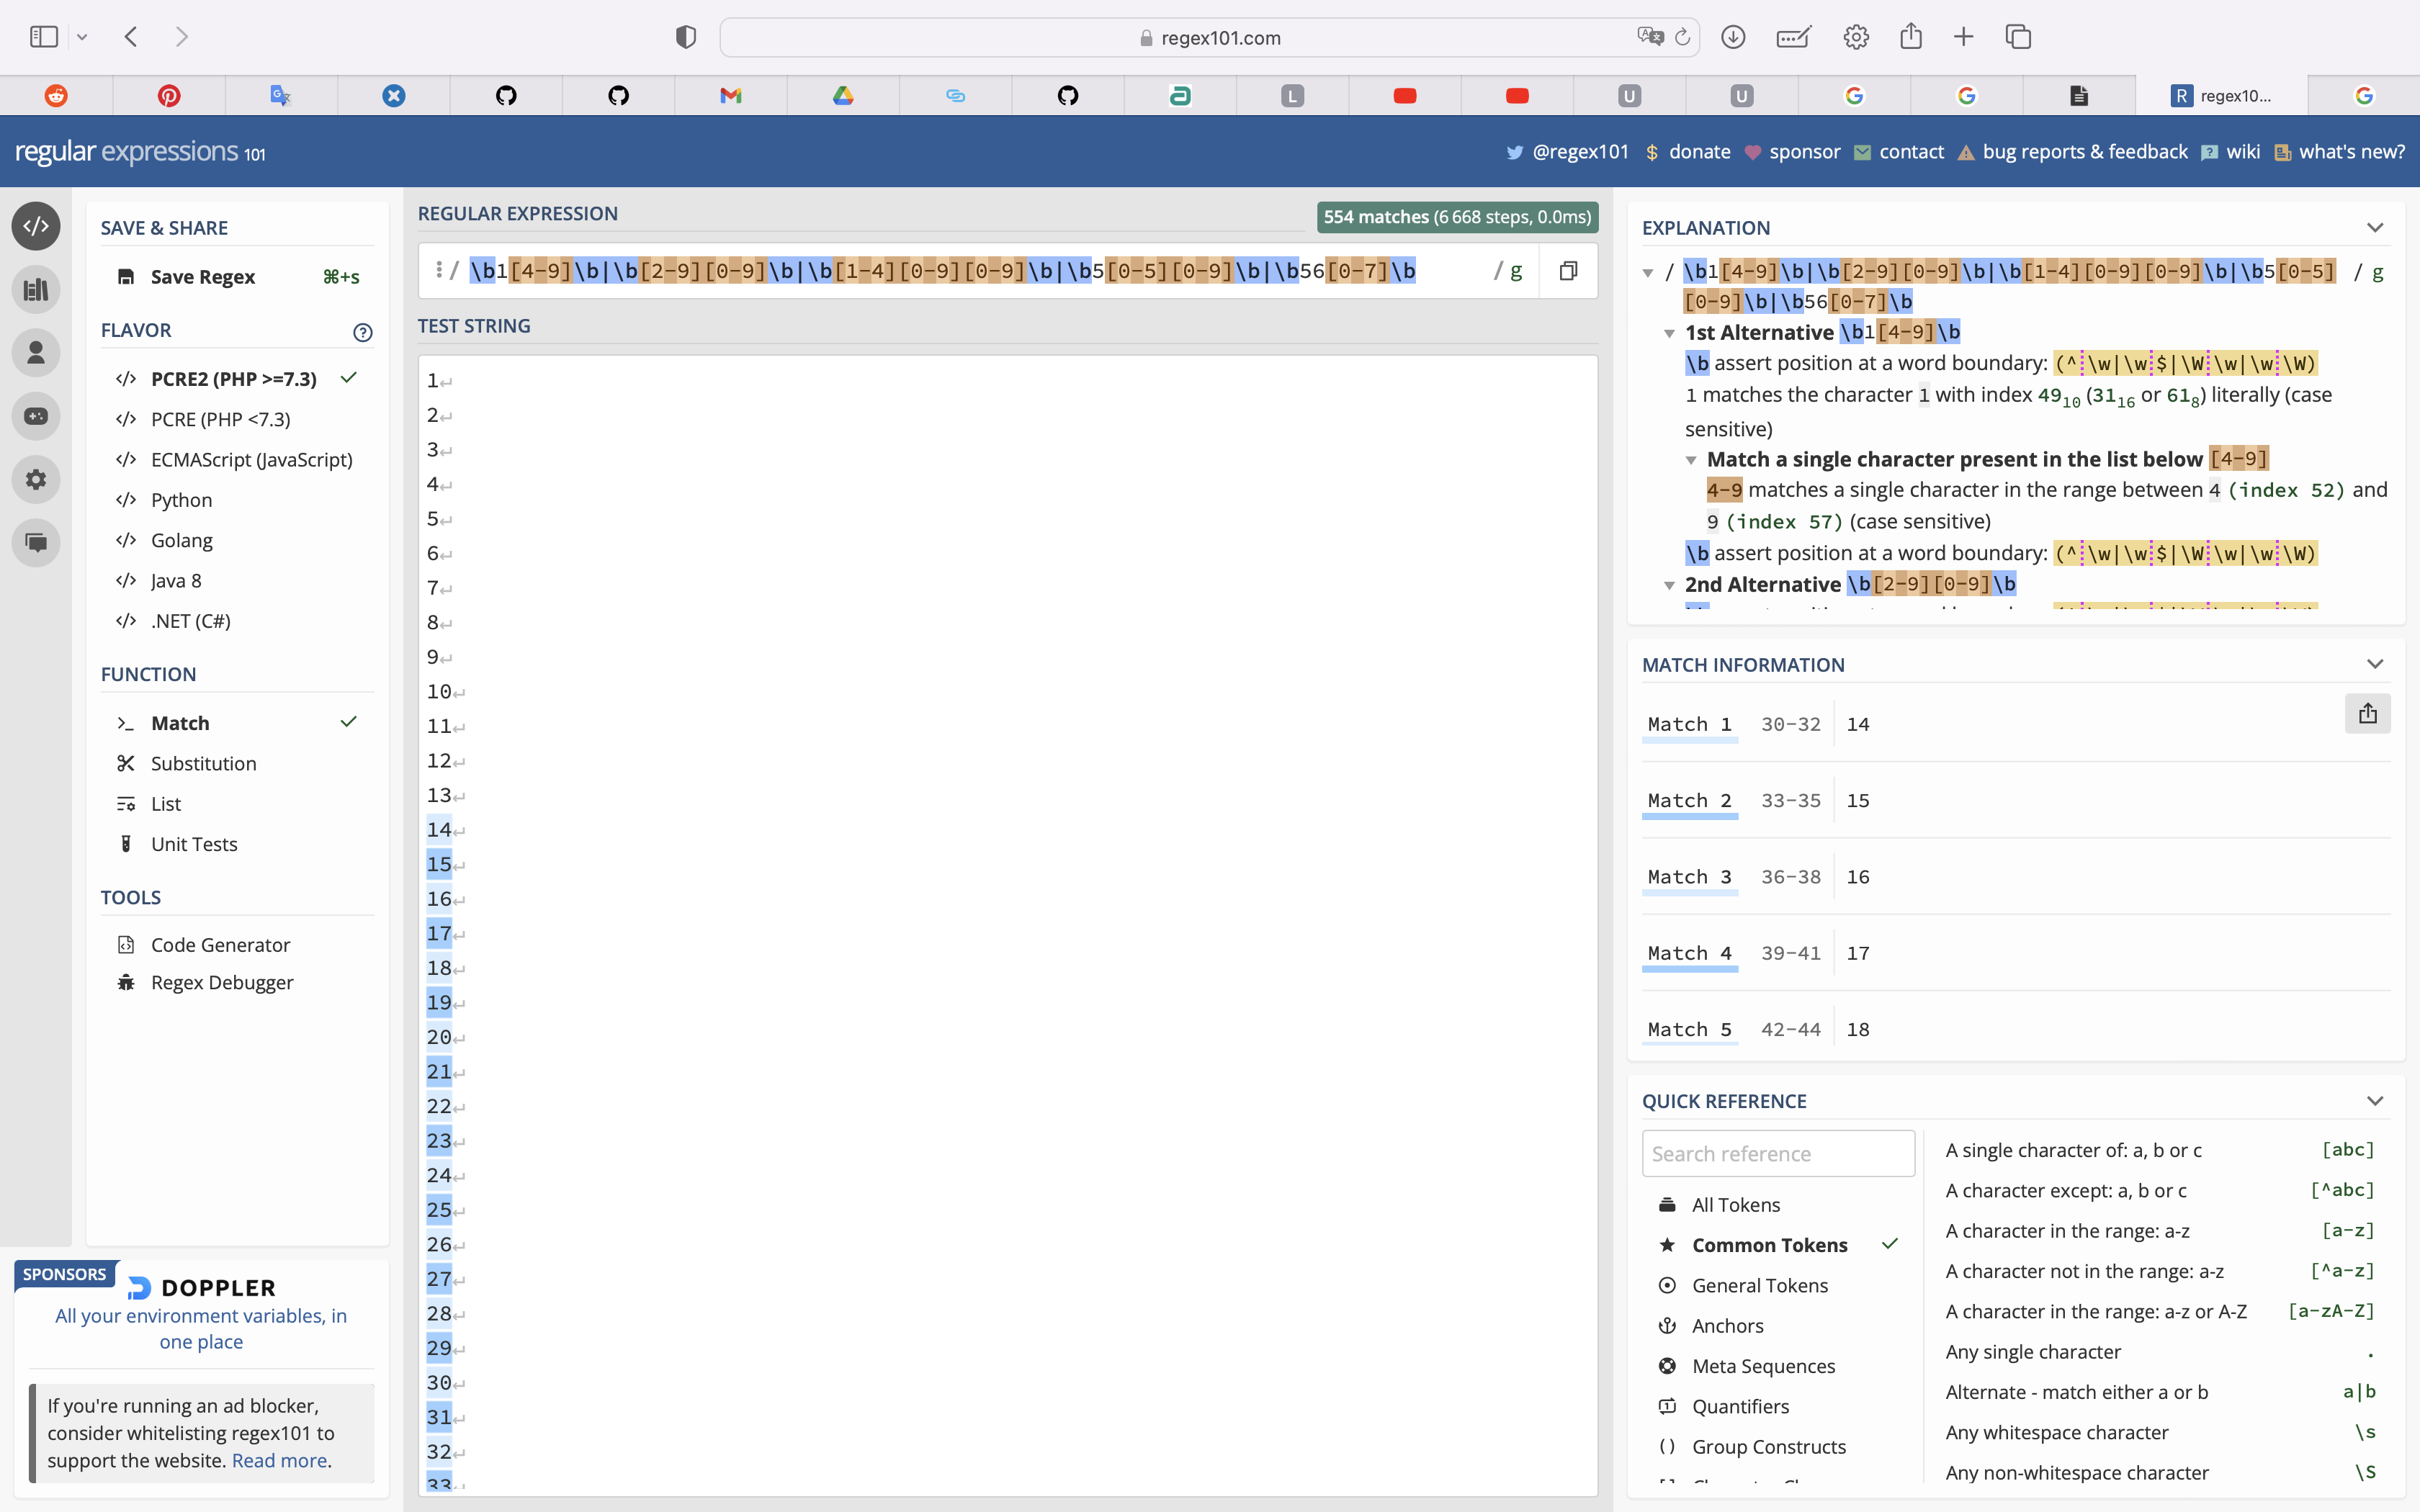 regex101.com
L
U
U
R regex10...
regular expressions 101
@regex101 $ donate sponsor contact bug reports & feedback wiki what's new?
SAVE & SHARE
Save Regex ⌘+s
FLAVOR
</> PCRE2 (PHP >=7.3)
</> PCRE (PHP <7.3)
</> ECMAScript (JavaScript)
</> Python
</> Golang
</> Java 8
</> .NET (C#)
FUNCTION
Match
Substitution
List
Unit Tests
TOOLS
Code Generator
Regex Debugger
SPONSORS
DOPPLER
All your environment variables, in
one place
If you're running an ad blocker,
consider whitelisting regex101 to
support the website. Read more.
REGULAR EXPRESSION
554 matches (6 668 steps, 0.0ms)
/ \b1[4-9]\b|\b[2-9][0-9]\b|\b[1-4][0-9][0-9]\b|\b5[0-5][0-9]\b|\b56[0-7]\b / g
TEST STRING
1↵
2↵
3↵
4↵
5↵
6↵
7↵
8↵
9↵
10↵
11↵
12↵
13↵
14↵
15↵
16↵
17↵
18↵
19↵
20↵
21↵
22↵
23↵
24↵
25↵
26↵
27↵
28↵
29↵
30↵
31↵
32↵
33
EXPLANATION
/ \b1[4-9]\b|\b[2-9][0-9]\b|\b[1-4][0-9][0-9]\b|\b5[0-5] / g
[0-9]\b|\b56[0-7]\b
1st Alternative \b1[4-9]\b
\b assert position at a word boundary: (^\w|\w$|\W\w|\w\W)
1 matches the character 1 with index 49₁₀ (31₁₆ or 61₈) literally (case
sensitive)
Match a single character present in the list below [4-9]
4-9 matches a single character in the range between 4 (index 52) and
9 (index 57) (case sensitive)
\b assert position at a word boundary: (^\w|\w$|\W\w|\w\W)
2nd Alternative \b[2-9][0-9]\b
MATCH INFORMATION
Match 1 30-32 14
Match 2 33-35 15
Match 3 36-38 16
Match 4 39-41 17
Match 5 42-44 18
QUICK REFERENCE
Search reference
All Tokens
Common Tokens
General Tokens
Anchors
Meta Sequences
Quantifiers
Group Constructs
A single character of: a, b or c [abc]
A character except: a, b or c [^abc]
A character in the range: a-z [a-z]
A character not in the range: a-z [^a-z]
A character in the range: a-z or A-Z [a-zA-Z]
Any single character .
Alternate - match either a or b a|b
Any whitespace character \s
Any non-whitespace character \S